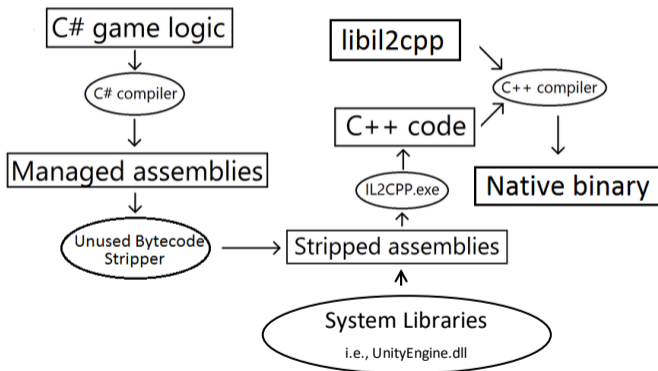 C# game logic
C# compiler
Managed assemblies
Unused Bytecode
Stripper
libil2cpp
C++ compiler
C++ code
Native binary
IL2CPP.exe
Stripped assemblies
System Libraries
i.e., UnityEngine.dll